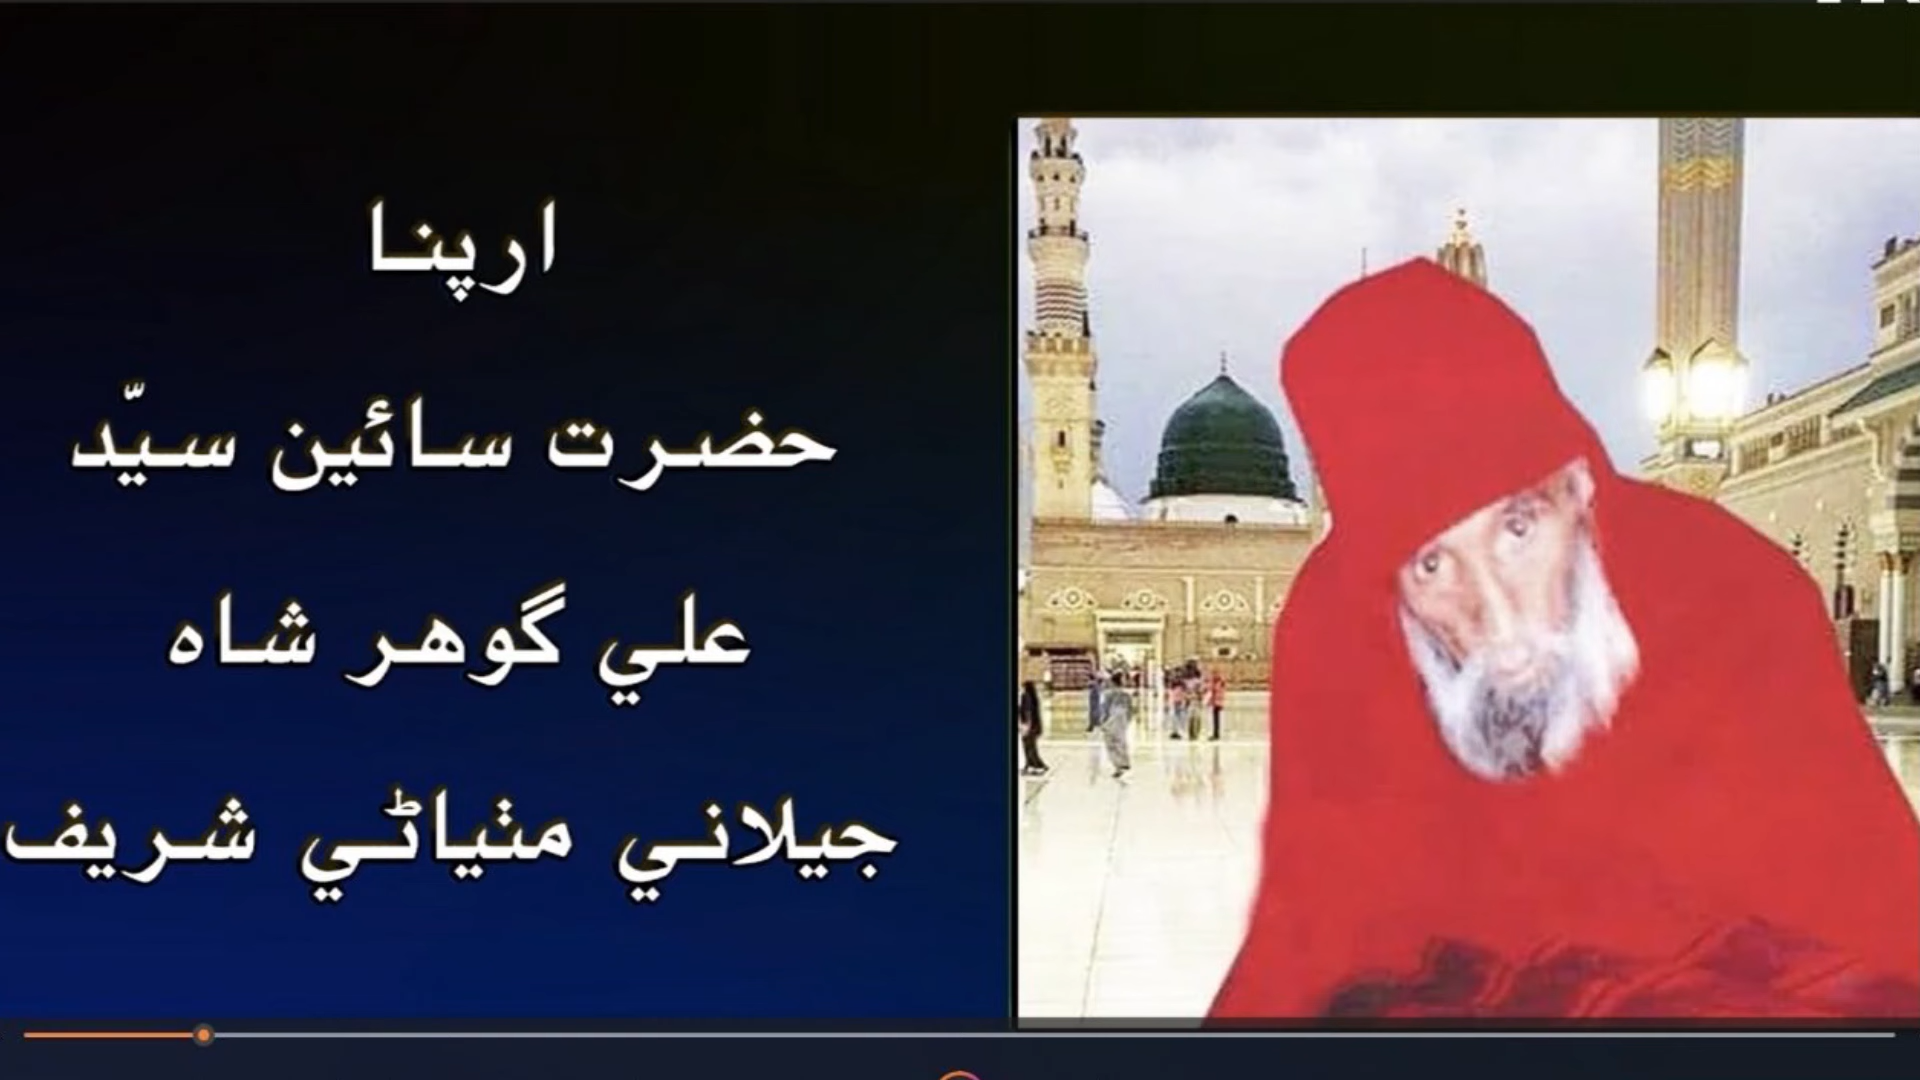 ارپنا
حضرت سائين سيّد
علي گوهر شاه
جيلاني مٽياڻي شريف